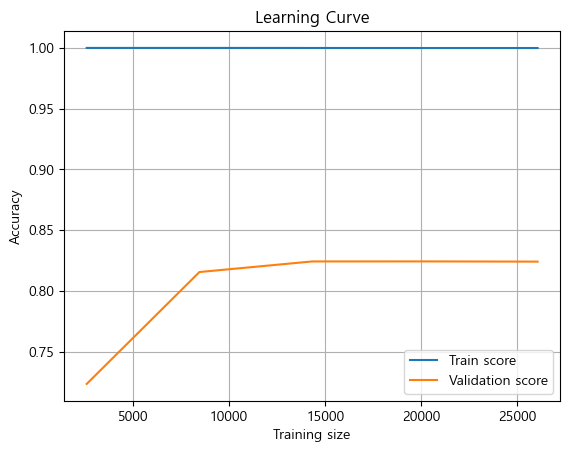 Learning Curve
1.00
0.95
0.90
0.85
0.80
0.75
Accuracy
Train score
Validation score
5000 10000 15000 20000 25000
Training size